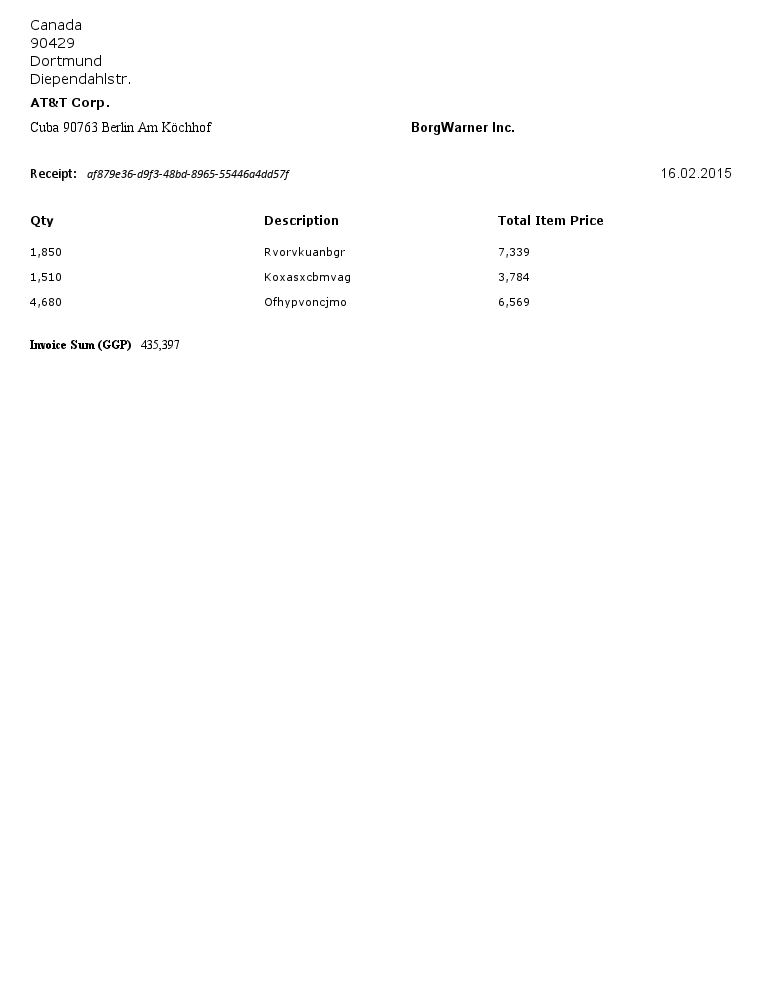 Canada
90429
Dortmund
Diependahlstr.
AT&T Corp.
Cuba 90763 Berlin Am Köchhof BorgWarner Inc.
Receipt: af879e36-d9f3-48bd-8965-55446a4dd57f 16.02.2015
Qty Description Total Item Price
1,850 Rvorvkuanbgr 7,339
1,510 Koxasxcbmvag 3,784
4,680 Ofhypvoncjmo 6,569
Invoice Sum (GGP) 435,397